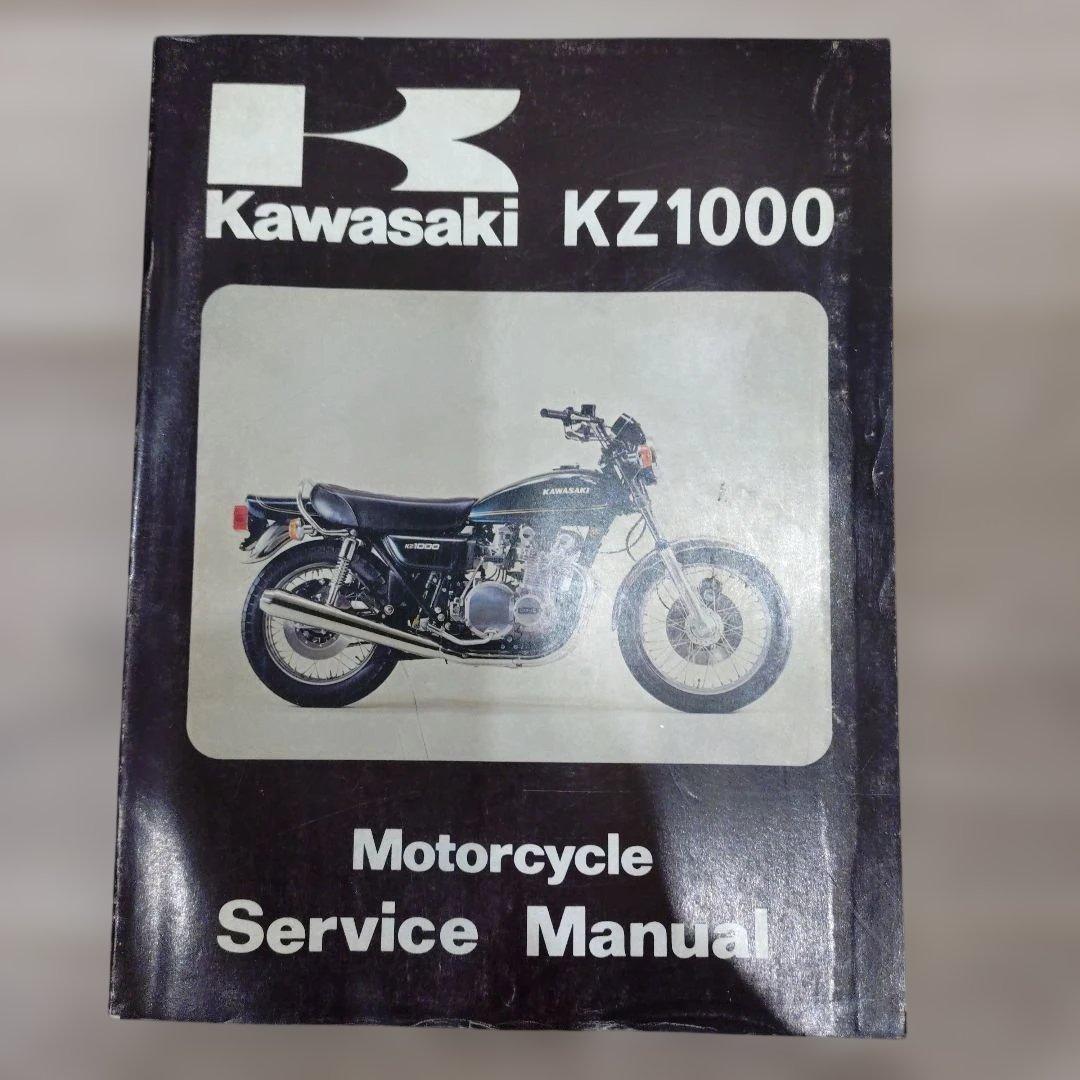 Kawasaki KZ1000
KAWASAKI
KZ1000
Motorcycle
Service Manual